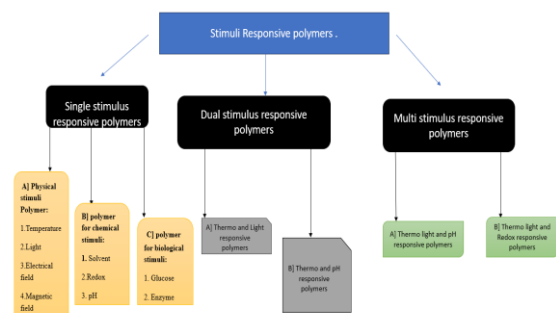 Stimuli Responsive polymers .
Single stimulus
responsive polymers
Dual stimulus responsive
polymers
Multi stimulus responsive
polymers
A] Physical
stimuli
Polymer:
1.Temperature
2.Light
3.Electrical
field
4.Magnetic
field
B] polymer
for chemical
stimuli:
1. Solvent
2.Redox
3. pH
C] polymer
for biological
stimuli:
1. Glucose
2. Enzyme
A] Thermo and Light
responsive
polymers
B] Thermo and pH
responsive
polymers
A] Thermo light and pH
responsive polymers
B] Thermo light and
Redox responsive
polymers